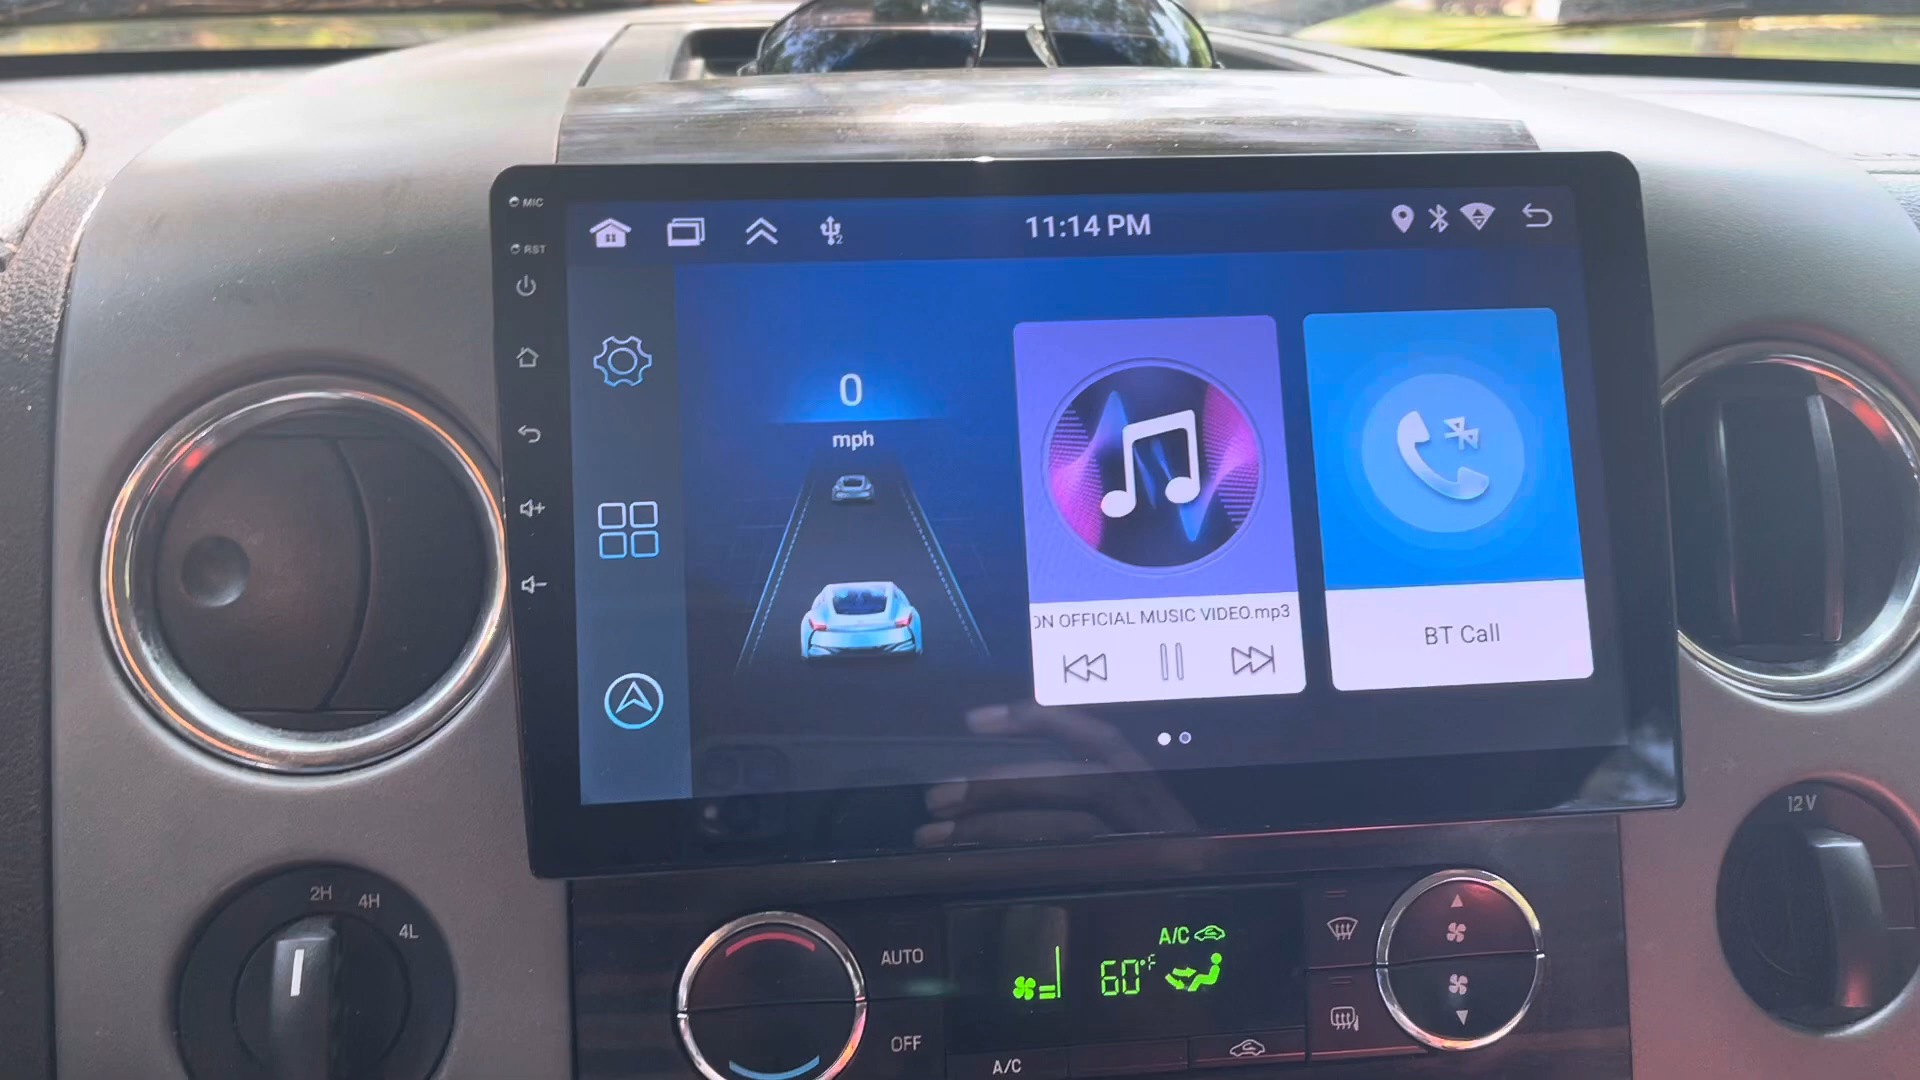 MIC
RST
2
11:14 PM
0
mph
ON OFFICIAL MUSIC VIDEO.mp3
BT Call
12V
2H
4H
4L
AUTO
OFF
A/C
60°F
A/C